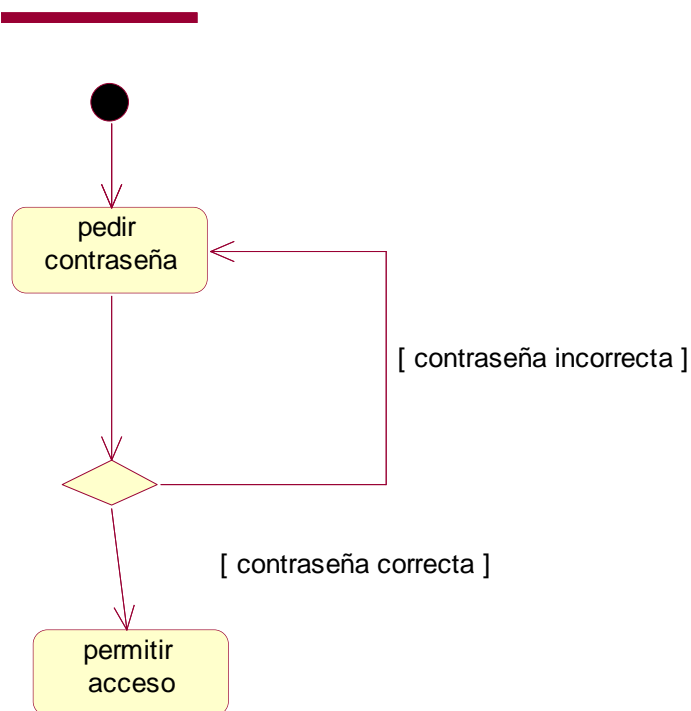 pedir
contraseña
[ contraseña incorrecta ]
[ contraseña correcta ]
permitir
acceso